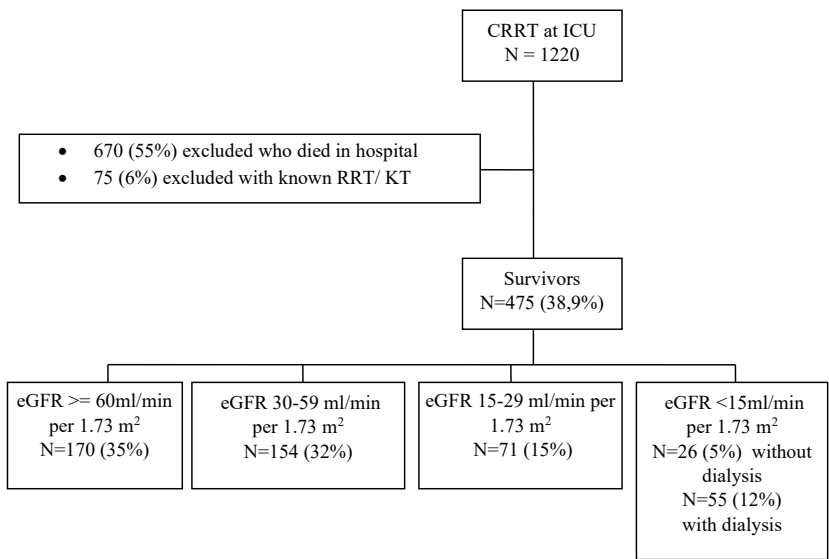 CRRT at ICU
N = 1220
• 670 (55%) excluded who died in hospital
• 75 (6%) excluded with known RRT/ KT
Survivors
N=475 (38,9%)
eGFR >= 60ml/min
per 1.73 m²
N=170 (35%)
eGFR 30-59 ml/min
per 1.73 m²
N=154 (32%)
eGFR 15-29 ml/min per
1.73 m²
N=71 (15%)
eGFR <15ml/min
per 1.73 m²
N=26 (5%) without
dialysis
N=55 (12%)
with dialysis